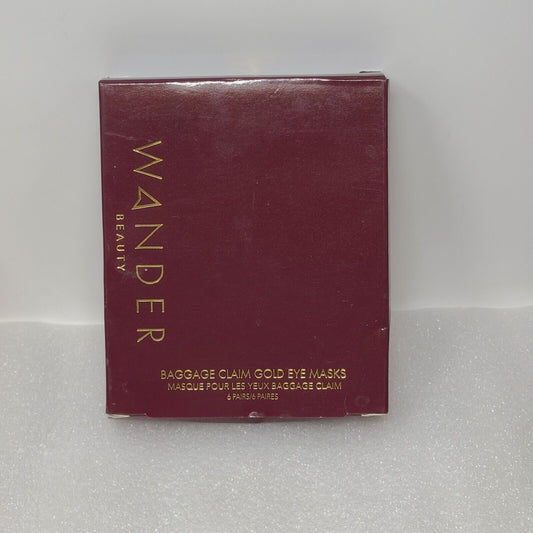 WANDER
BEAUTY
BAGGAGE CLAIM GOLD EYE MASKS
MASQUE POUR LES YEUX BAGGAGE CLAIM
6 PAIRS/6 PAIRES